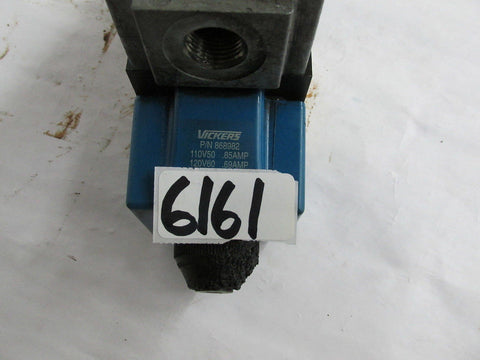 VICKERS
P/N 868982
110V50 .85AMP
120V60 .69AMP
6161